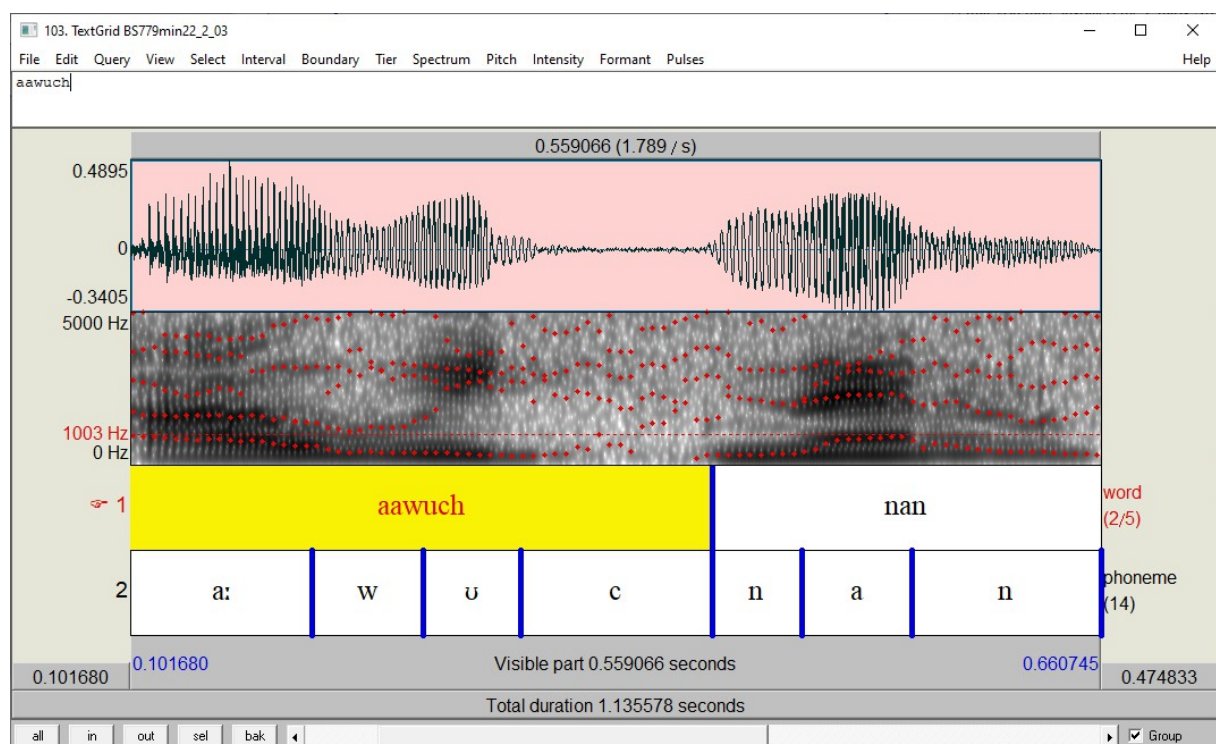 103. TextGrid BS779min22_2_03
File Edit Query View Select Interval Boundary Tier Spectrum Pitch Intensity Formant Pulses Help
aawuch
0.559066 (1.789 / s)
0.4895
0
-0.3405
5000 Hz
1003 Hz
0 Hz
☞ 1 aawuch nan word (2/5)
2 aː w ʊ c n a n phoneme (14)
0.101680 0.101680 Visible part 0.559066 seconds 0.660745 0.474833
Total duration 1.135578 seconds
all in out sel bak Group